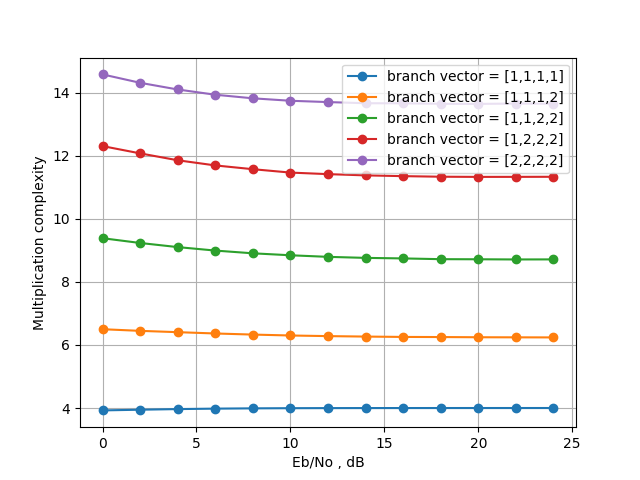 branch vector = [1,1,1,1]
branch vector = [1,1,1,2]
branch vector = [1,1,2,2]
branch vector = [1,2,2,2]
branch vector = [2,2,2,2]
Multiplication complexity
14
12
10
8
6
4
0 5 10 15 20 25
Eb/No , dB